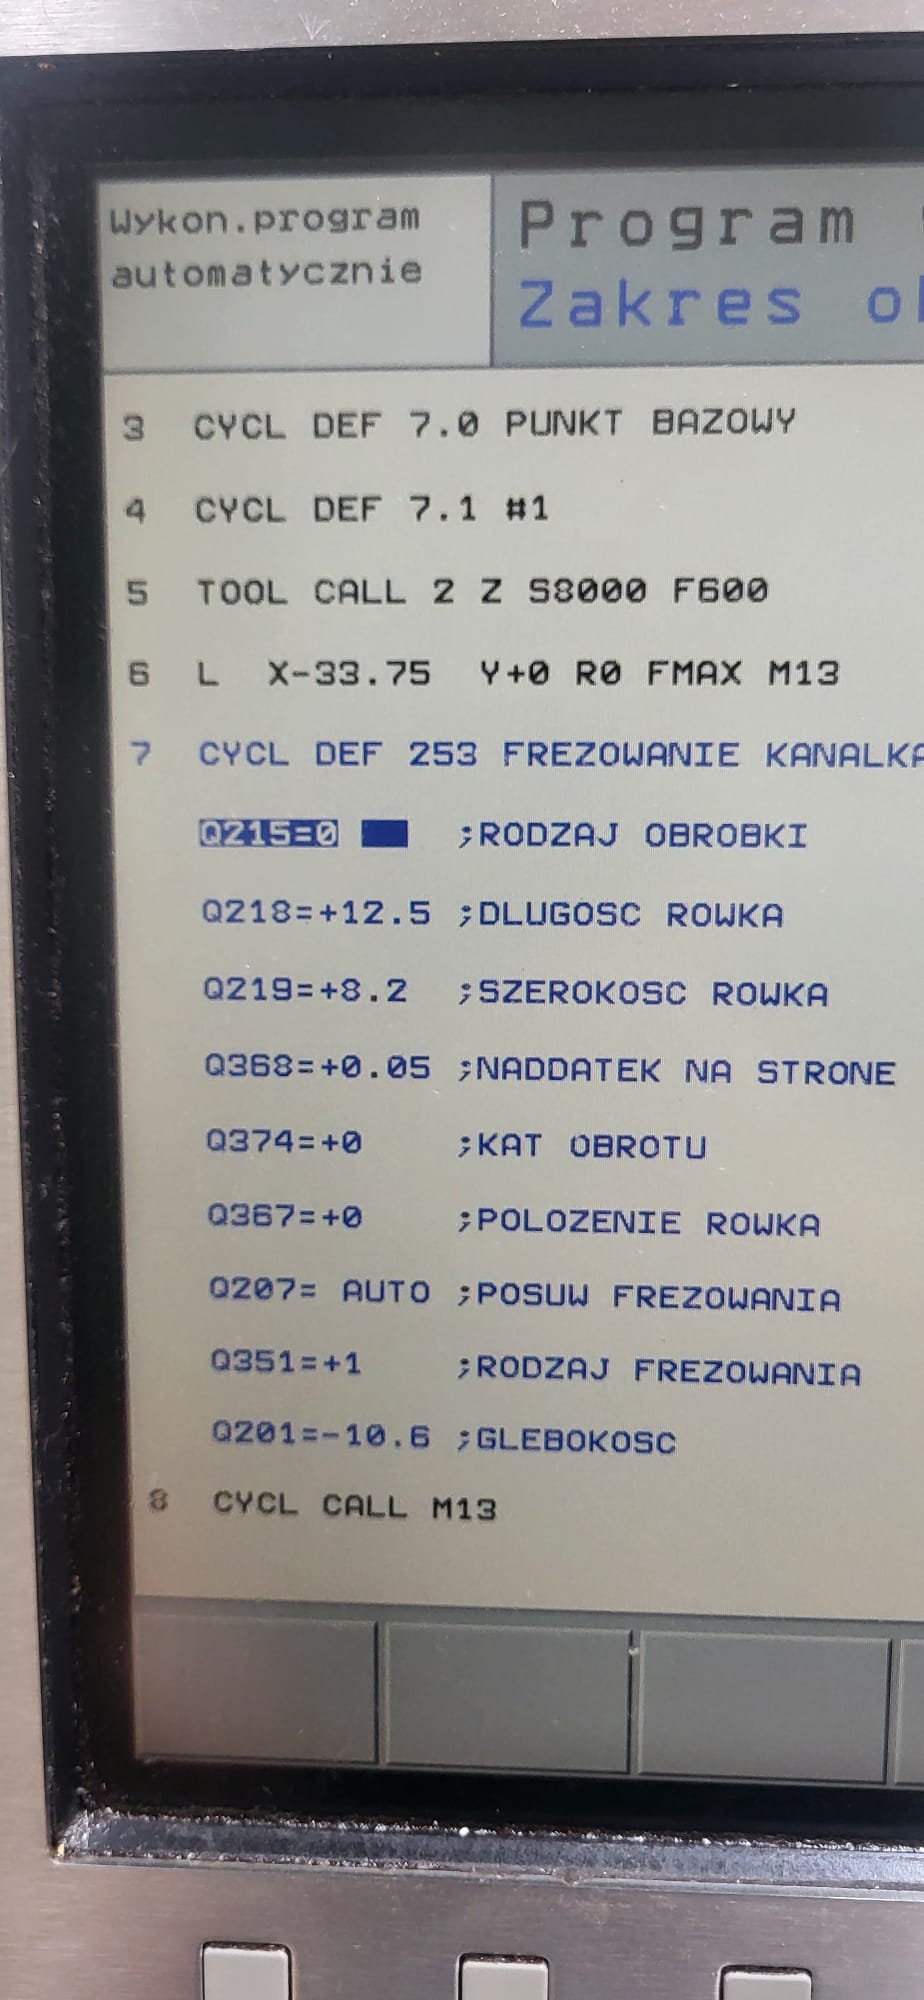 Wykon.program
automatycznie
Program
Zakres
3 CYCL DEF 7.0 PUNKT BAZOWY
4 CYCL DEF 7.1 #1
5 TOOL CALL 2 Z S8000 F600
6 L X-33.75 Y+0 R0 FMAX M13
7 CYCL DEF 253 FREZOWANIE KANALKA
Q215=0 ;RODZAJ OBROBKI
Q218=+12.5 ;DLUGOSC ROWKA
Q219=+8.2 ;SZEROKOSC ROWKA
Q368=+0.05 ;NADDATEK NA STRONE
Q374=+0 ;KAT OBROTU
Q367=+0 ;POLOZENIE ROWKA
Q207= AUTO ;POSUW FREZOWANIA
Q351=+1 ;RODZAJ FREZOWANIA
Q201=-10.6 ;GLEBOKOSC
8 CYCL CALL M13